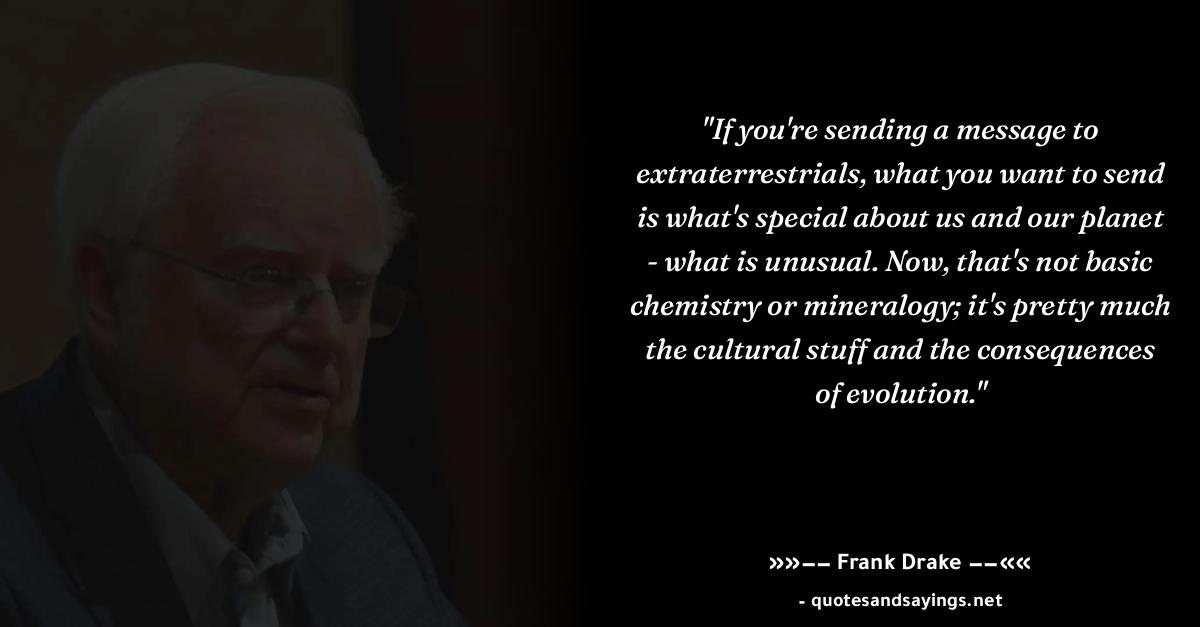 "If you're sending a message to
extraterrestrials, what you want to send
is what's special about us and our planet
- what is unusual. Now, that's not basic
chemistry or mineralogy; it's pretty much
the cultural stuff and the consequences
of evolution."
»»−− Frank Drake −−««
- quotesandsayings.net